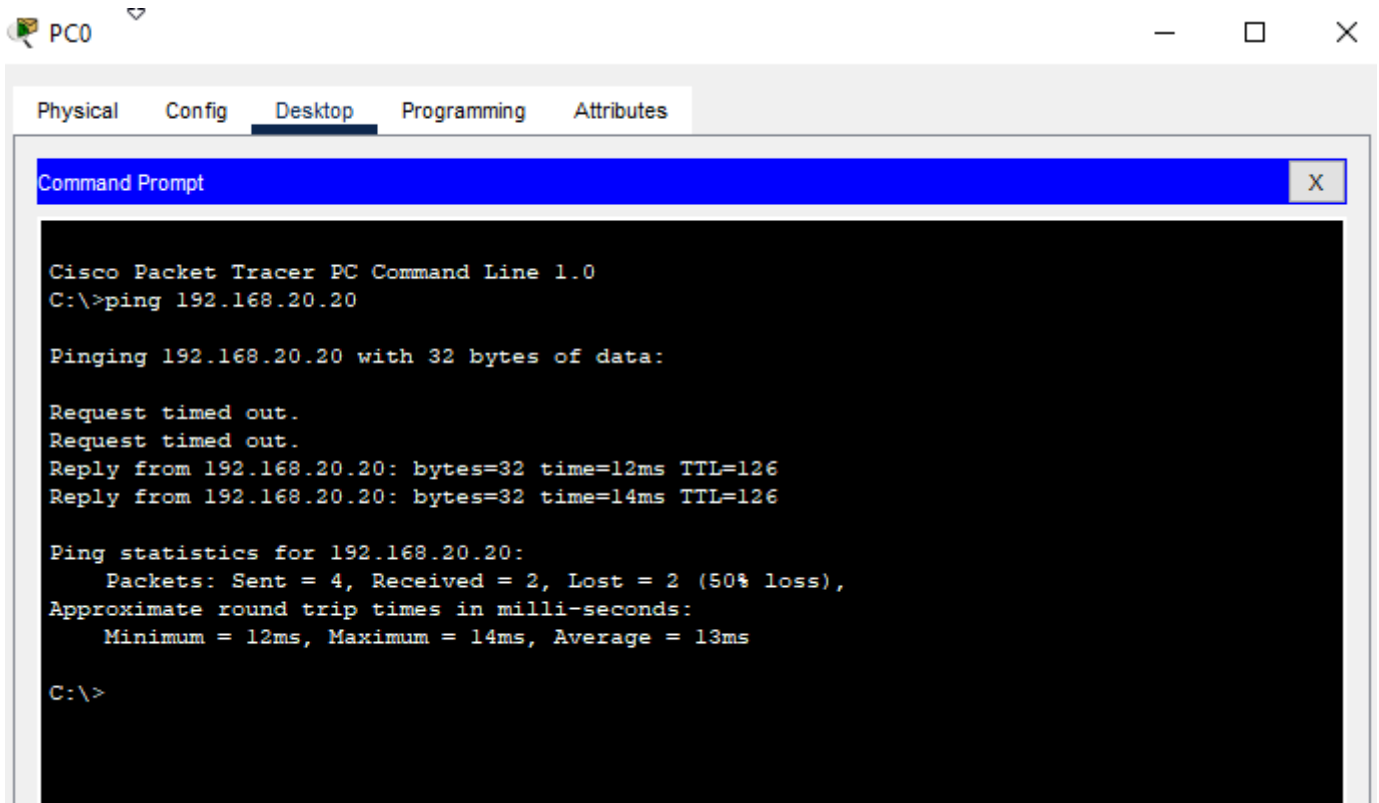 PC0
Physical Config Desktop Programming Attributes
Command Prompt X
Cisco Packet Tracer PC Command Line 1.0
C:\>ping 192.168.20.20
Pinging 192.168.20.20 with 32 bytes of data:
Request timed out.
Request timed out.
Reply from 192.168.20.20: bytes=32 time=12ms TTL=126
Reply from 192.168.20.20: bytes=32 time=14ms TTL=126
Ping statistics for 192.168.20.20:
    Packets: Sent = 4, Received = 2, Lost = 2 (50% loss),
Approximate round trip times in milli-seconds:
    Minimum = 12ms, Maximum = 14ms, Average = 13ms
C:\>